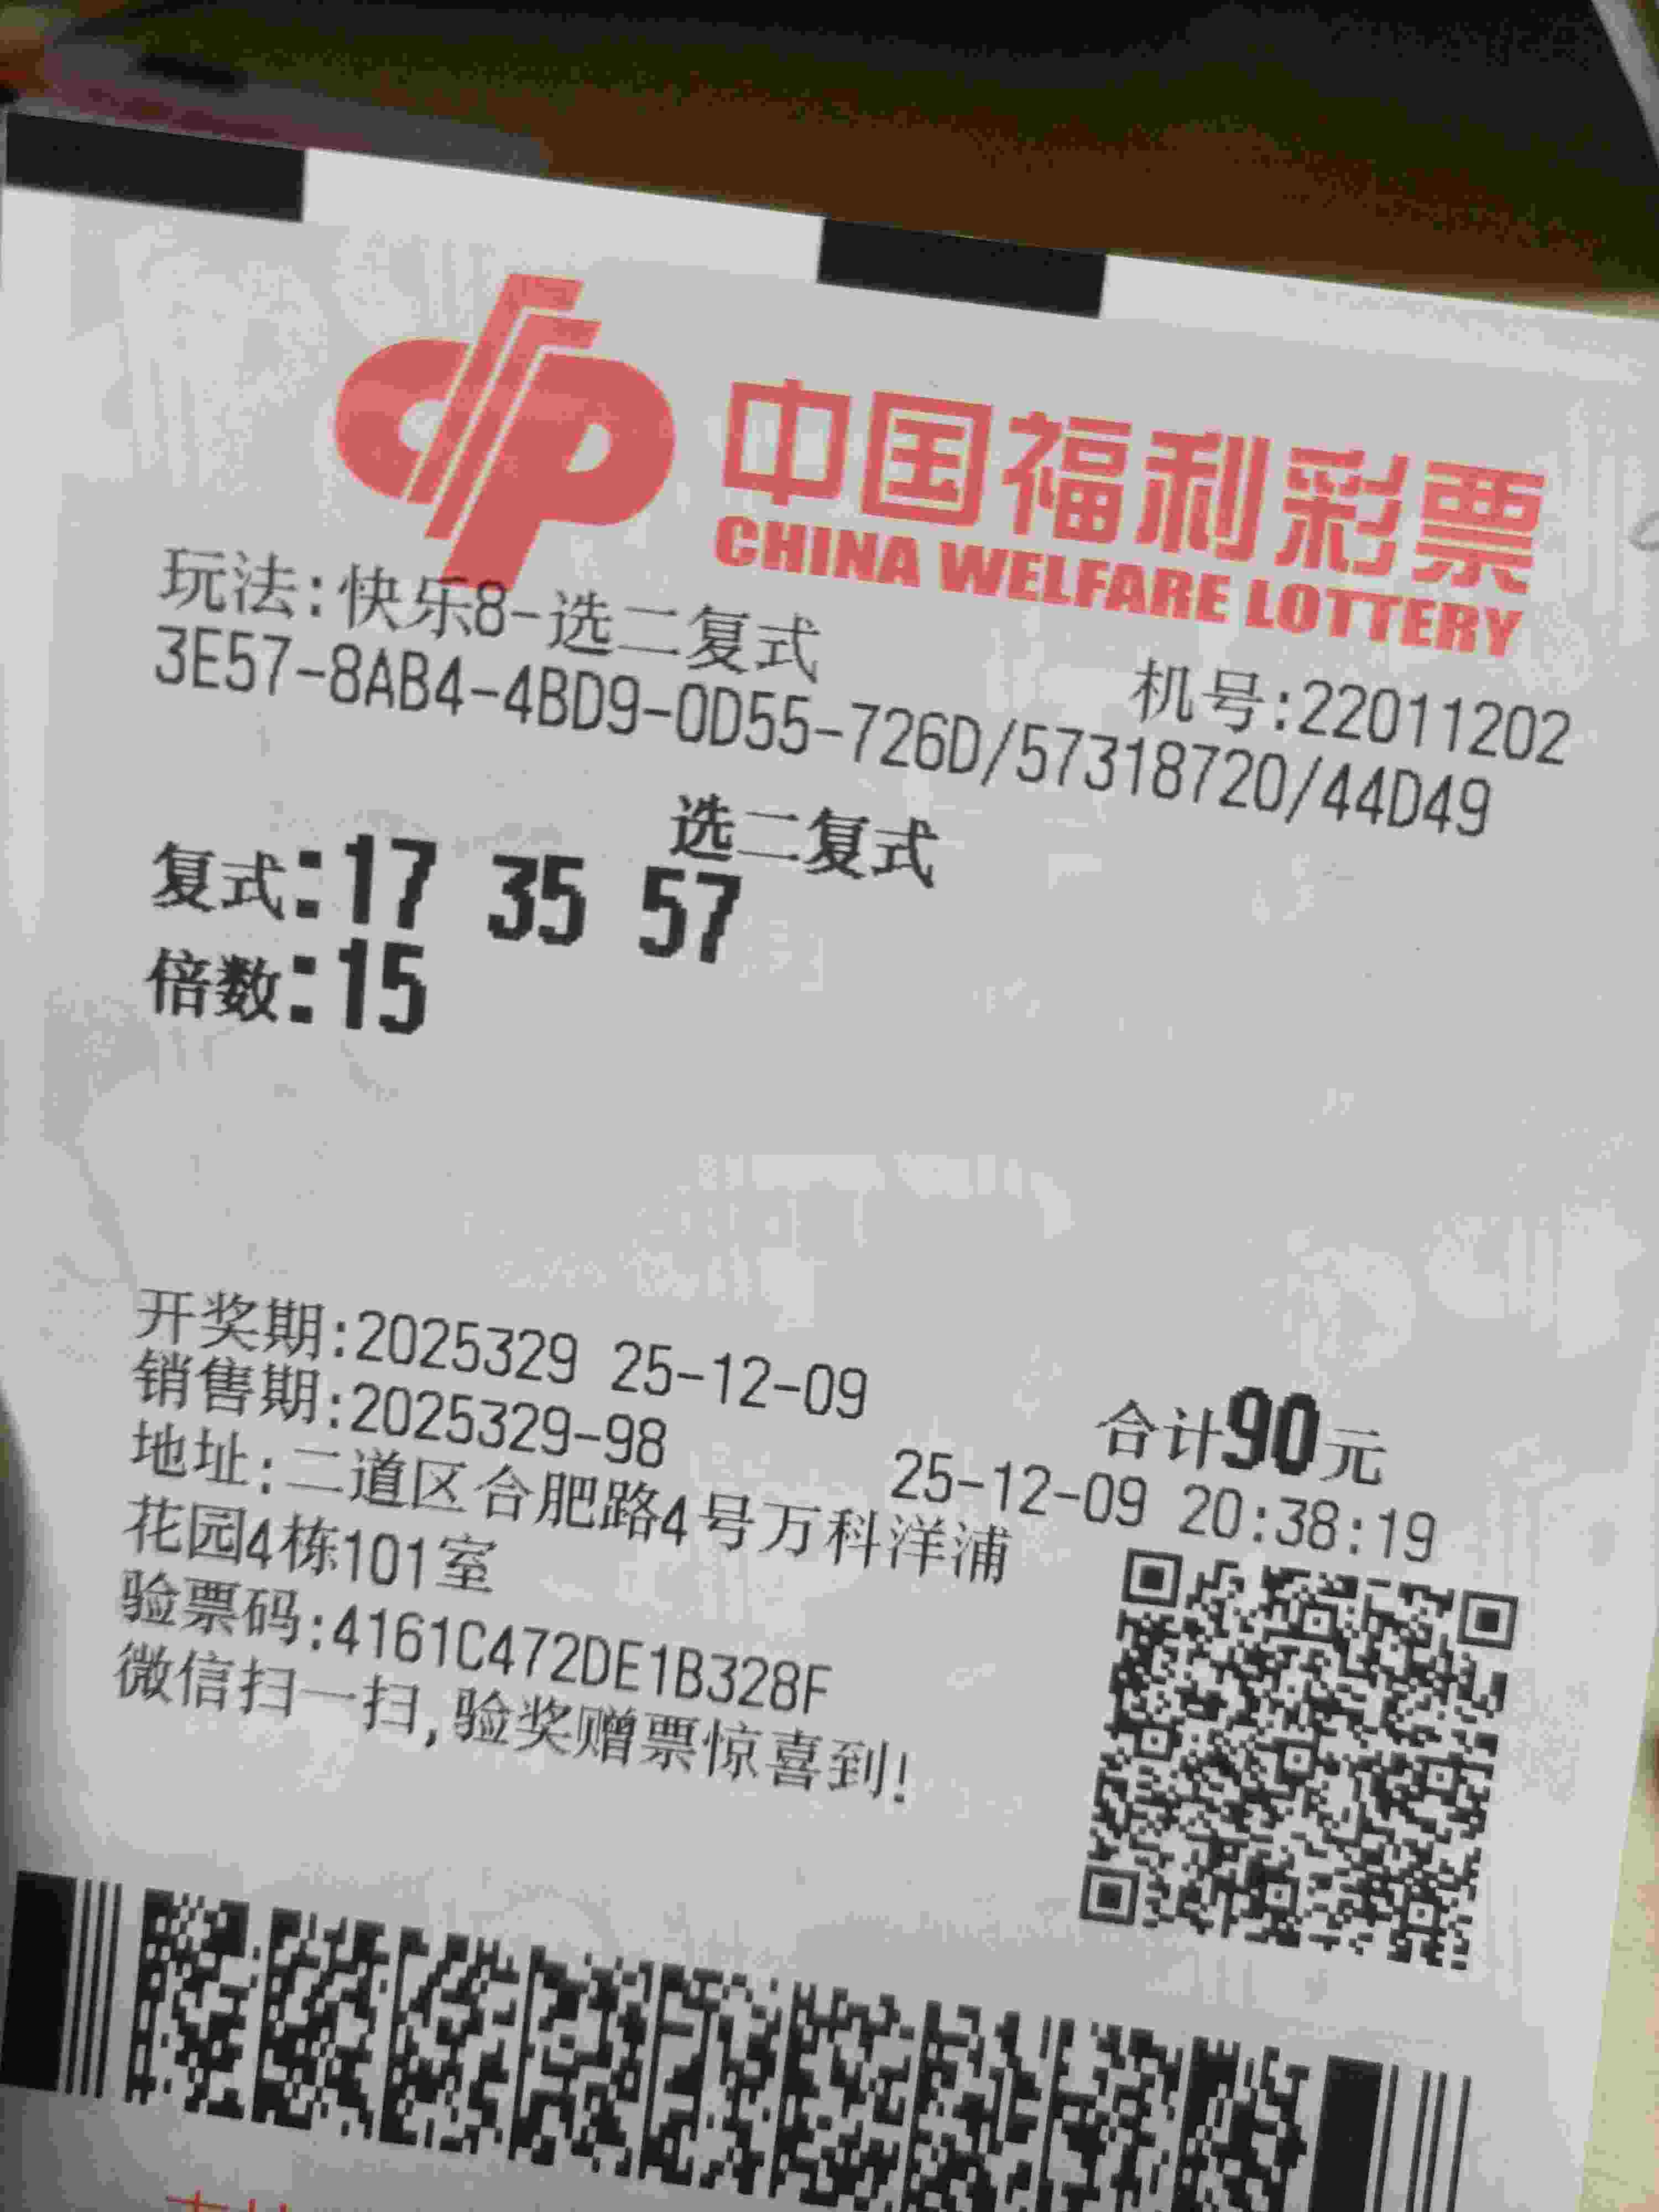 中国福利彩票
CHINA WELFARE LOTTERY
玩法:快乐8-选二复式
机号:22011202
3E57-8AB4-4BD9-0D55-726D/57318720/44D49
选二复式
复式:17 35 57
倍数:15
开奖期:2025329 25-12-09
合计90元
销售期:2025329-98
25-12-09 20:38:19
地址:二道区合肥路4号万科洋浦
花园4栋101室
验票码:4161C472DE1B328F
微信扫一扫,验奖赠票惊喜到!